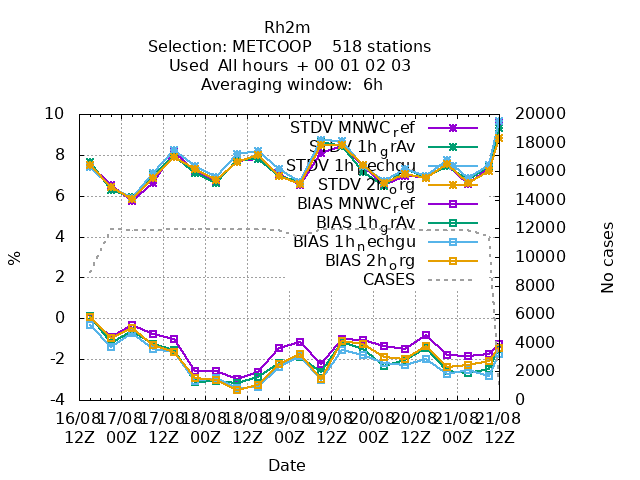 Rh2m
Selection: METCOOP 518 stations
Used All hours + 00 01 02 03
Averaging window: 6h
10
8
6
4
2
0
-2
-4
%
20000
18000
16000
14000
12000
10000
8000
6000
4000
2000
0
No cases
STDV MNWC_ref
STDV 1h_grAv
STDV 1h_nechgu
STDV 2h_org
BIAS MNWC_ref
BIAS 1h_grAv
BIAS 1h_nechgu
BIAS 2h_org
CASES
16/08 17/08 17/08 18/08 18/08 19/08 19/08 20/08 20/08 21/08 21/08
12Z 00Z 12Z 00Z 12Z 00Z 12Z 00Z 12Z 00Z 12Z
Date